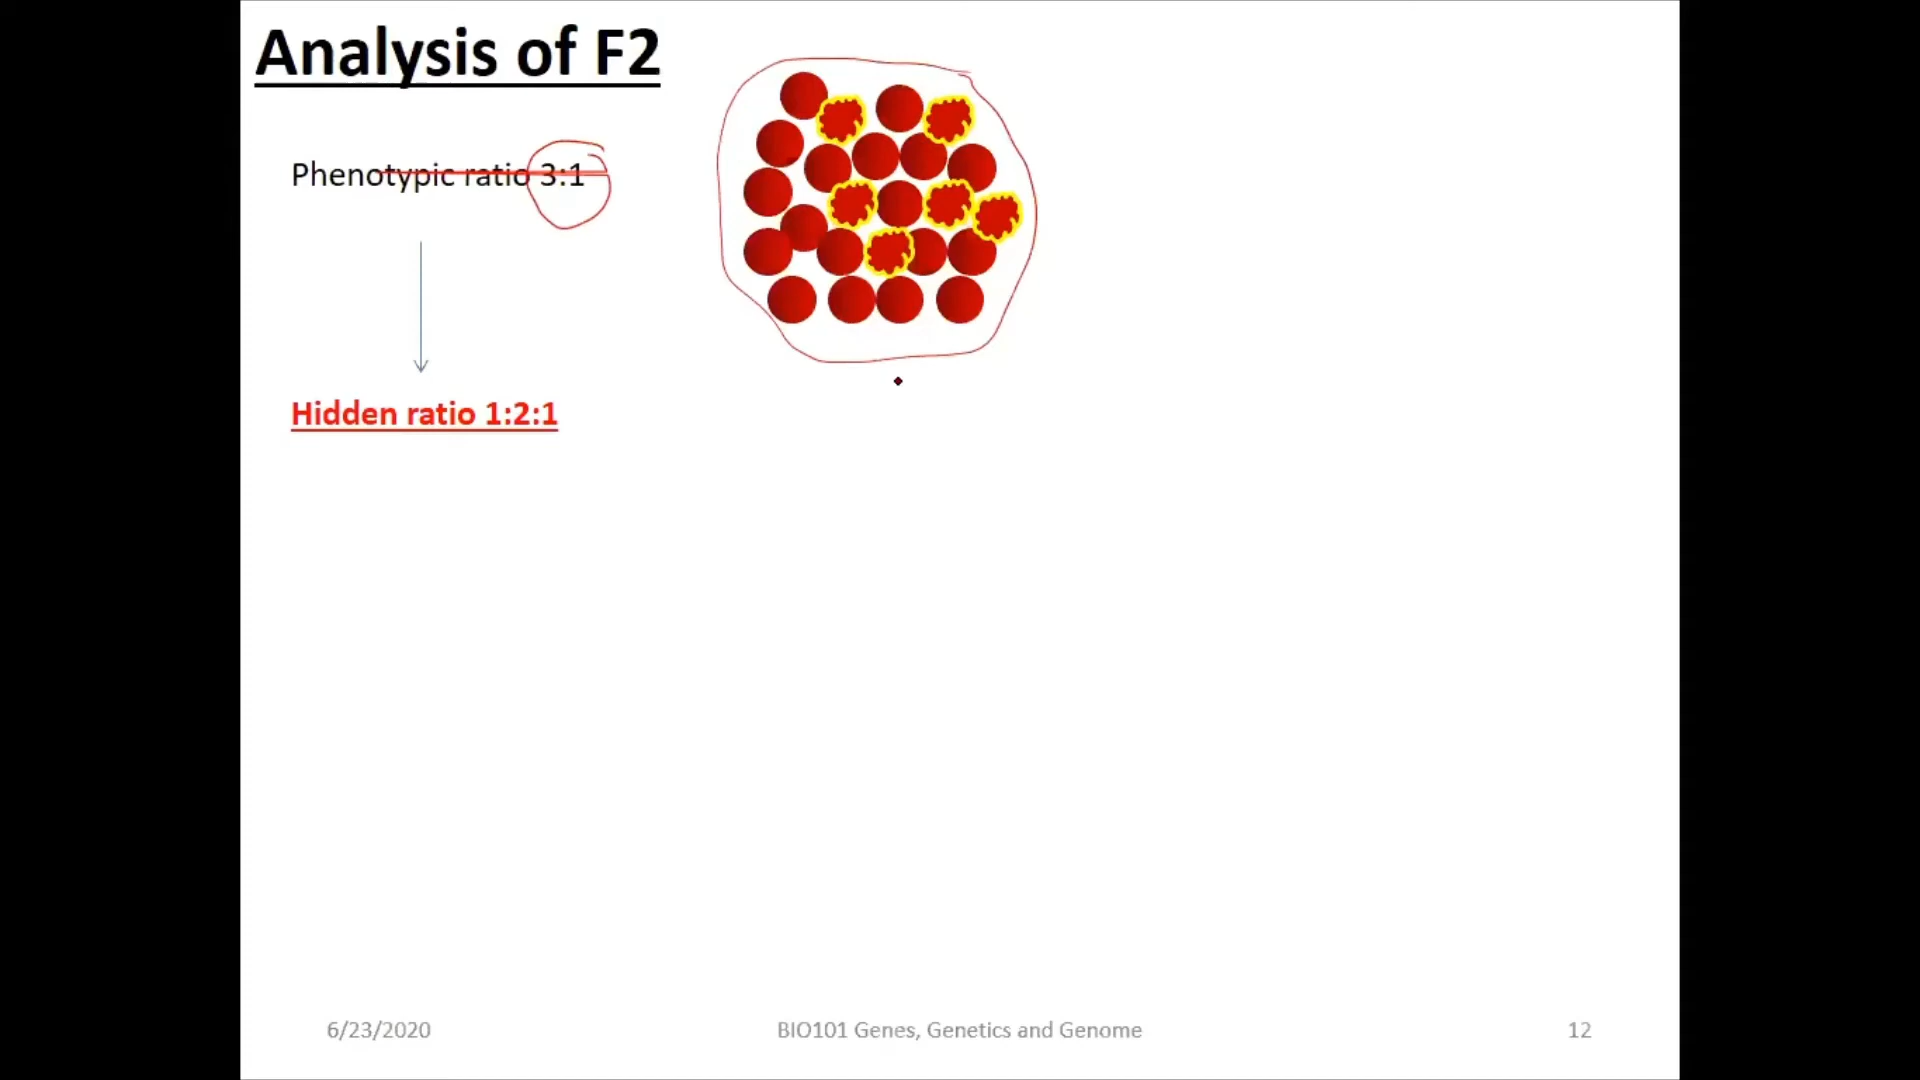 Analysis of F2
Phenotypic ratio 3:1
Hidden ratio 1:2:1
6/23/2020
BIO101 Genes, Genetics and Genome
12